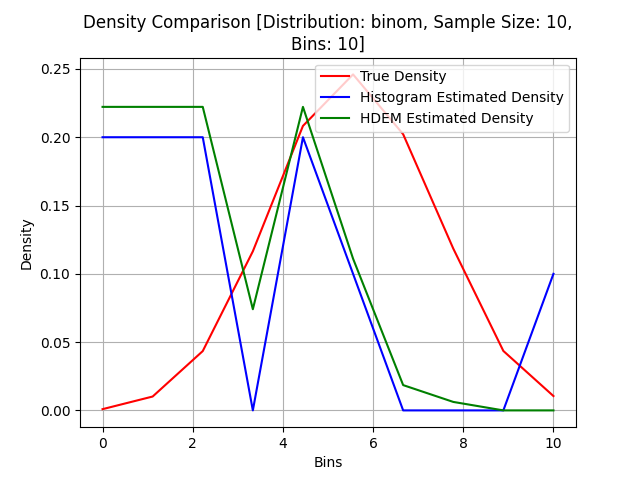 Density Comparison [Distribution: binom, Sample Size: 10,
Bins: 10]
True Density
Histogram Estimated Density
HDEM Estimated Density
Density
0.25
0.20
0.15
0.10
0.05
0.00
0 2 4 6 8 10
Bins